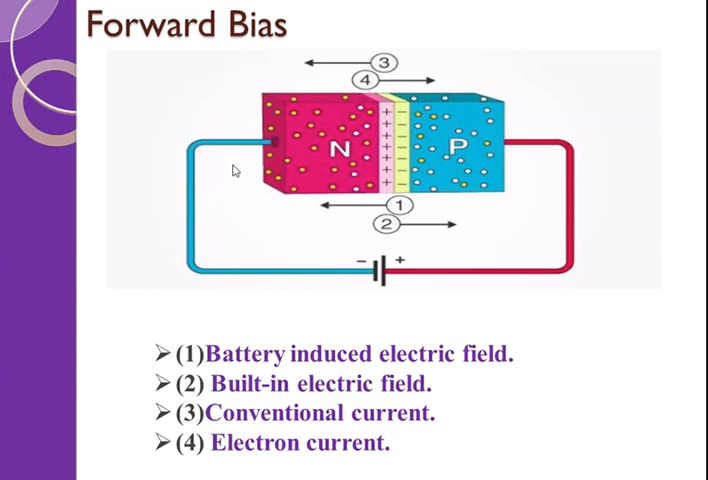 Forward Bias
3
4
N P
1
2
- +
(1)Battery induced electric field.
(2) Built-in electric field.
(3)Conventional current.
(4) Electron current.